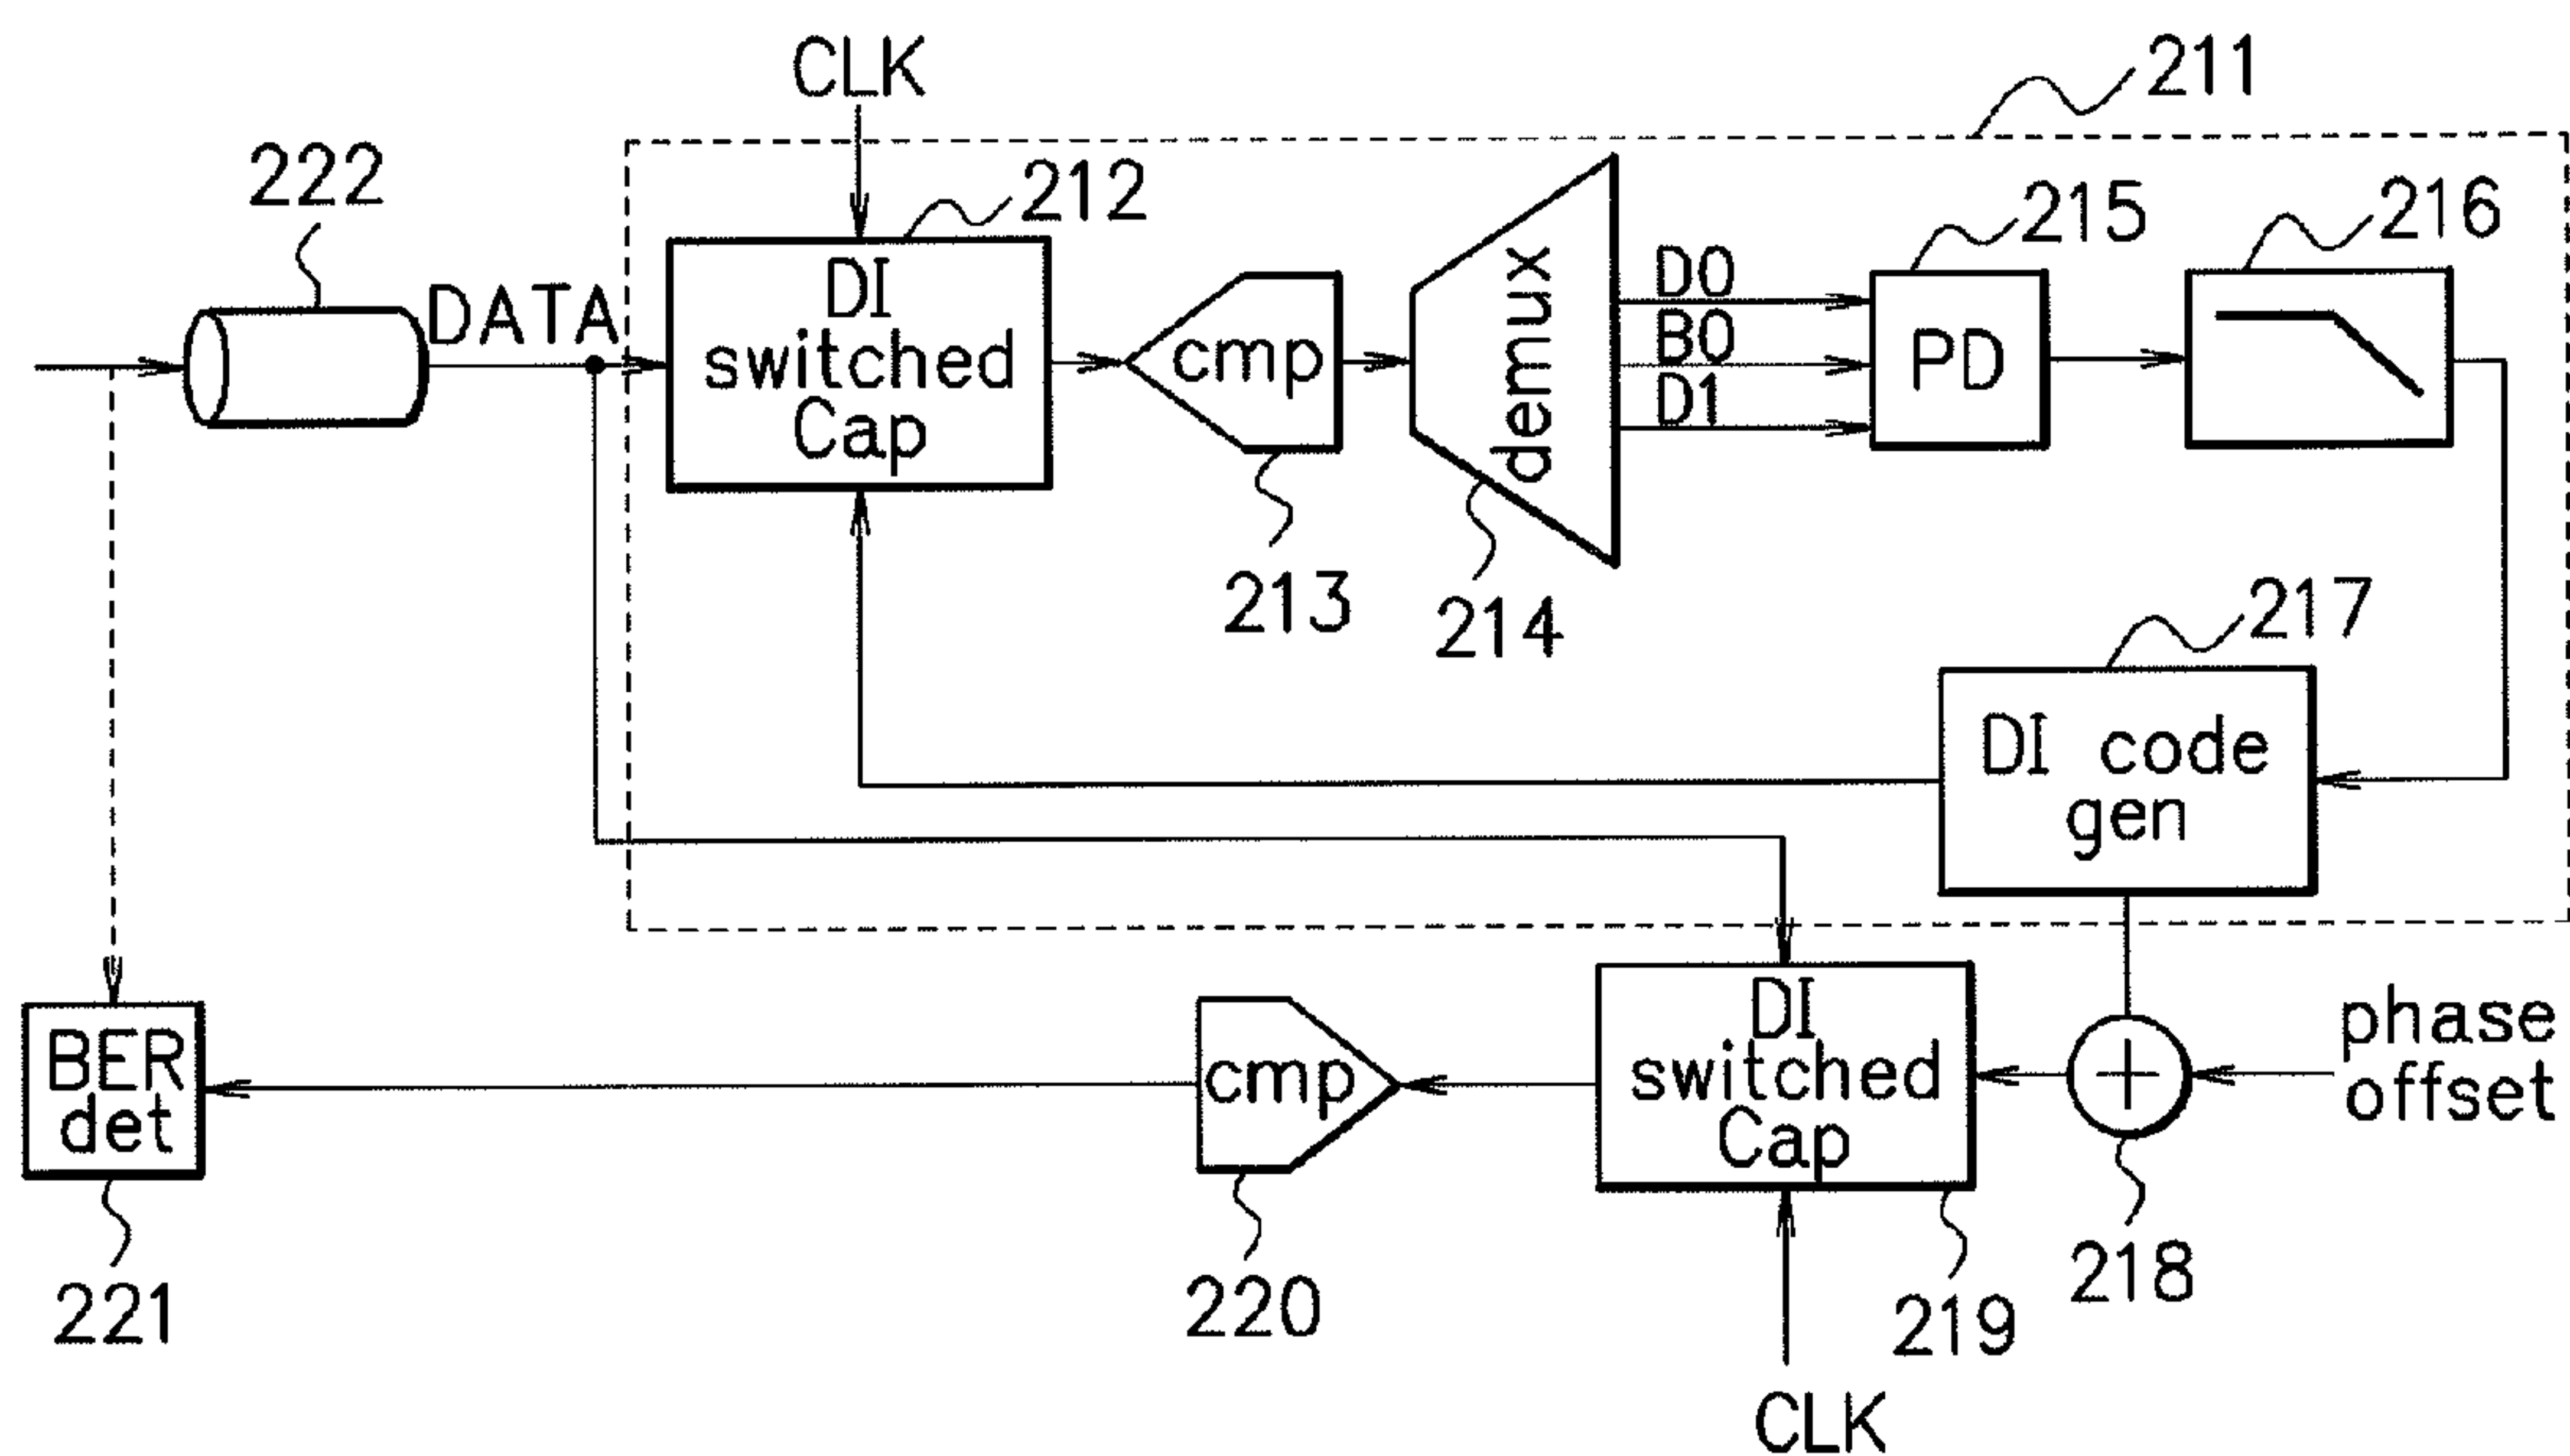 CLK
211
222
212
215
216
DATA
DI
switched
Cap
cmp
demux
D0
B0
D1
PD
213
214
217
DI code
gen
BER
det
cmp
DI
switched
Cap
phase
offset
221
220
219
218
CLK